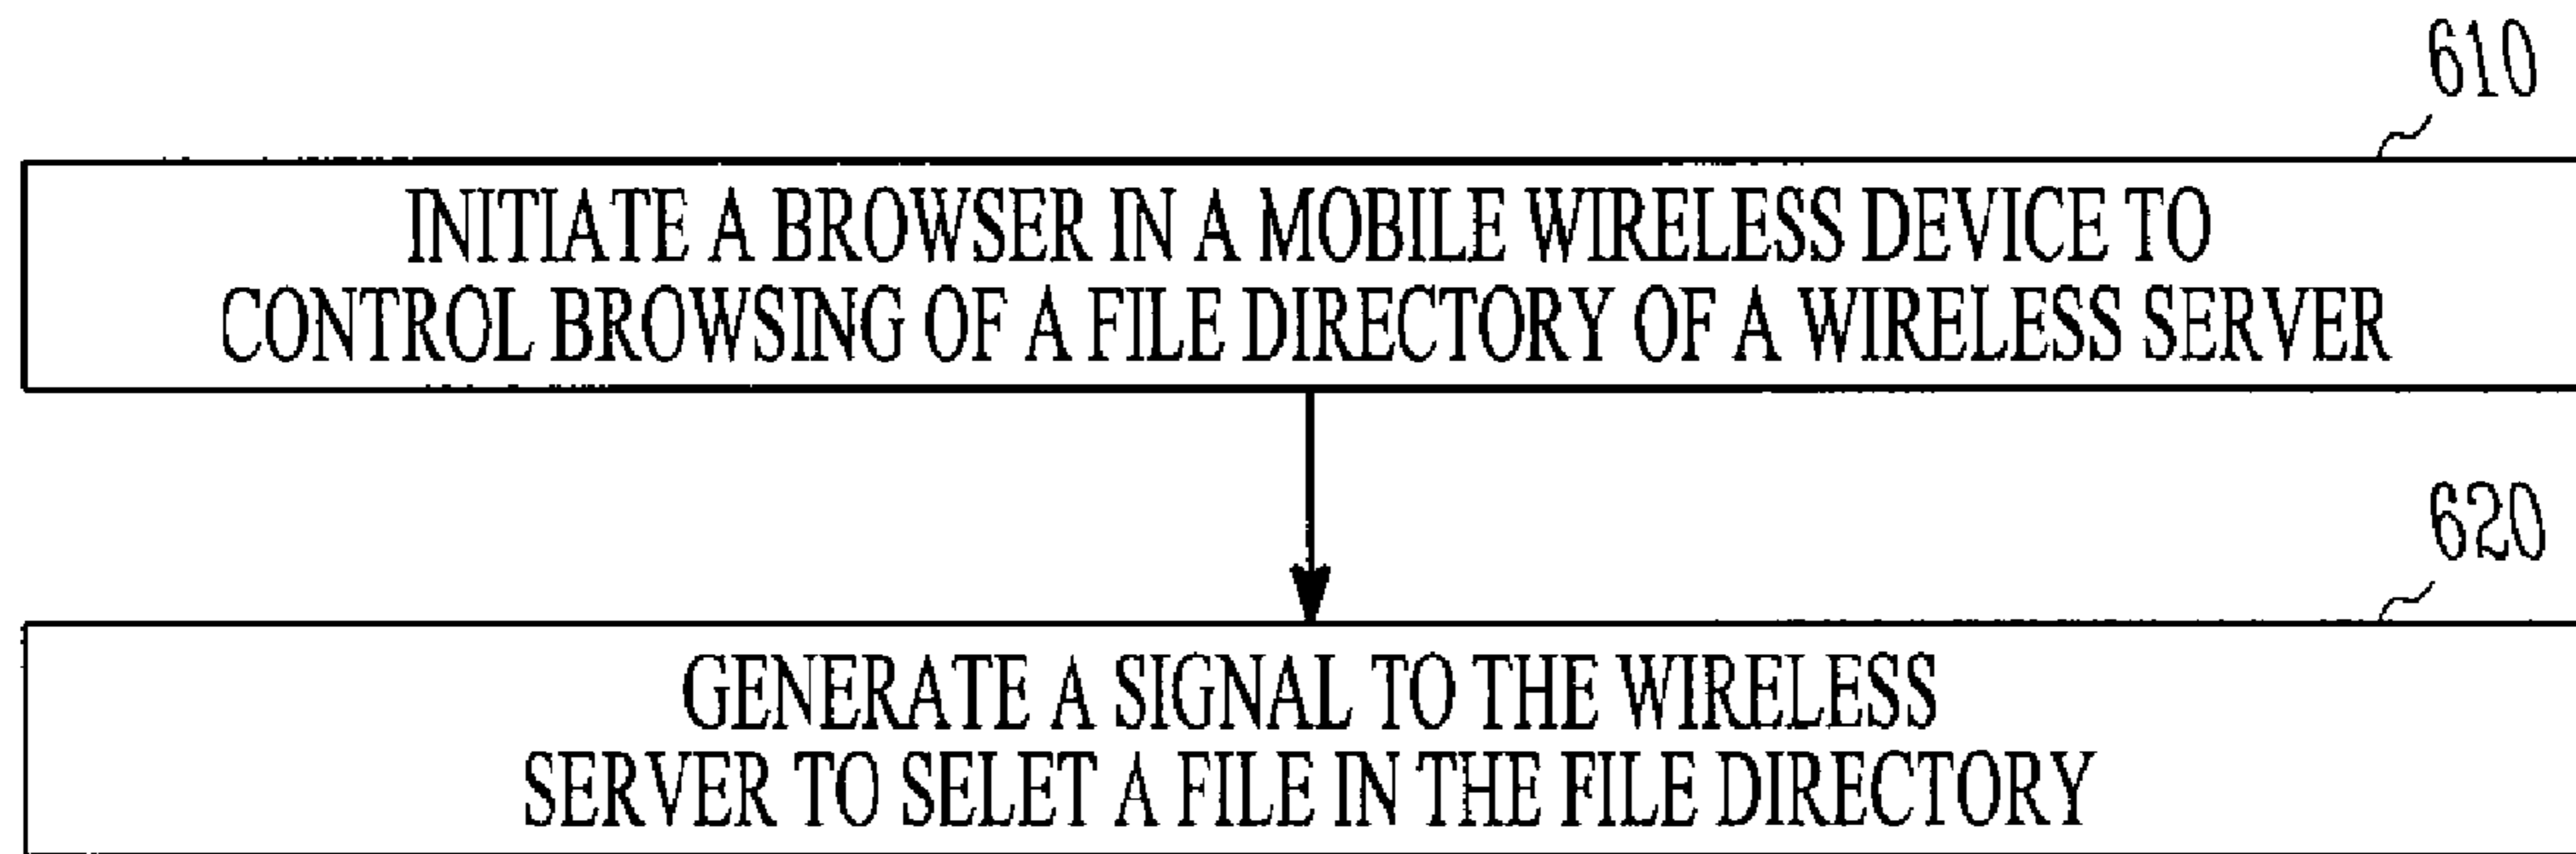 610
INITIATE A BROWSER IN A MOBILE WIRELESS DEVICE TO
CONTROL BROWSING OF A FILE DIRECTORY OF A WIRELESS SERVER
620
GENERATE A SIGNAL TO THE WIRELESS
SERVER TO SELET A FILE IN THE FILE DIRECTORY